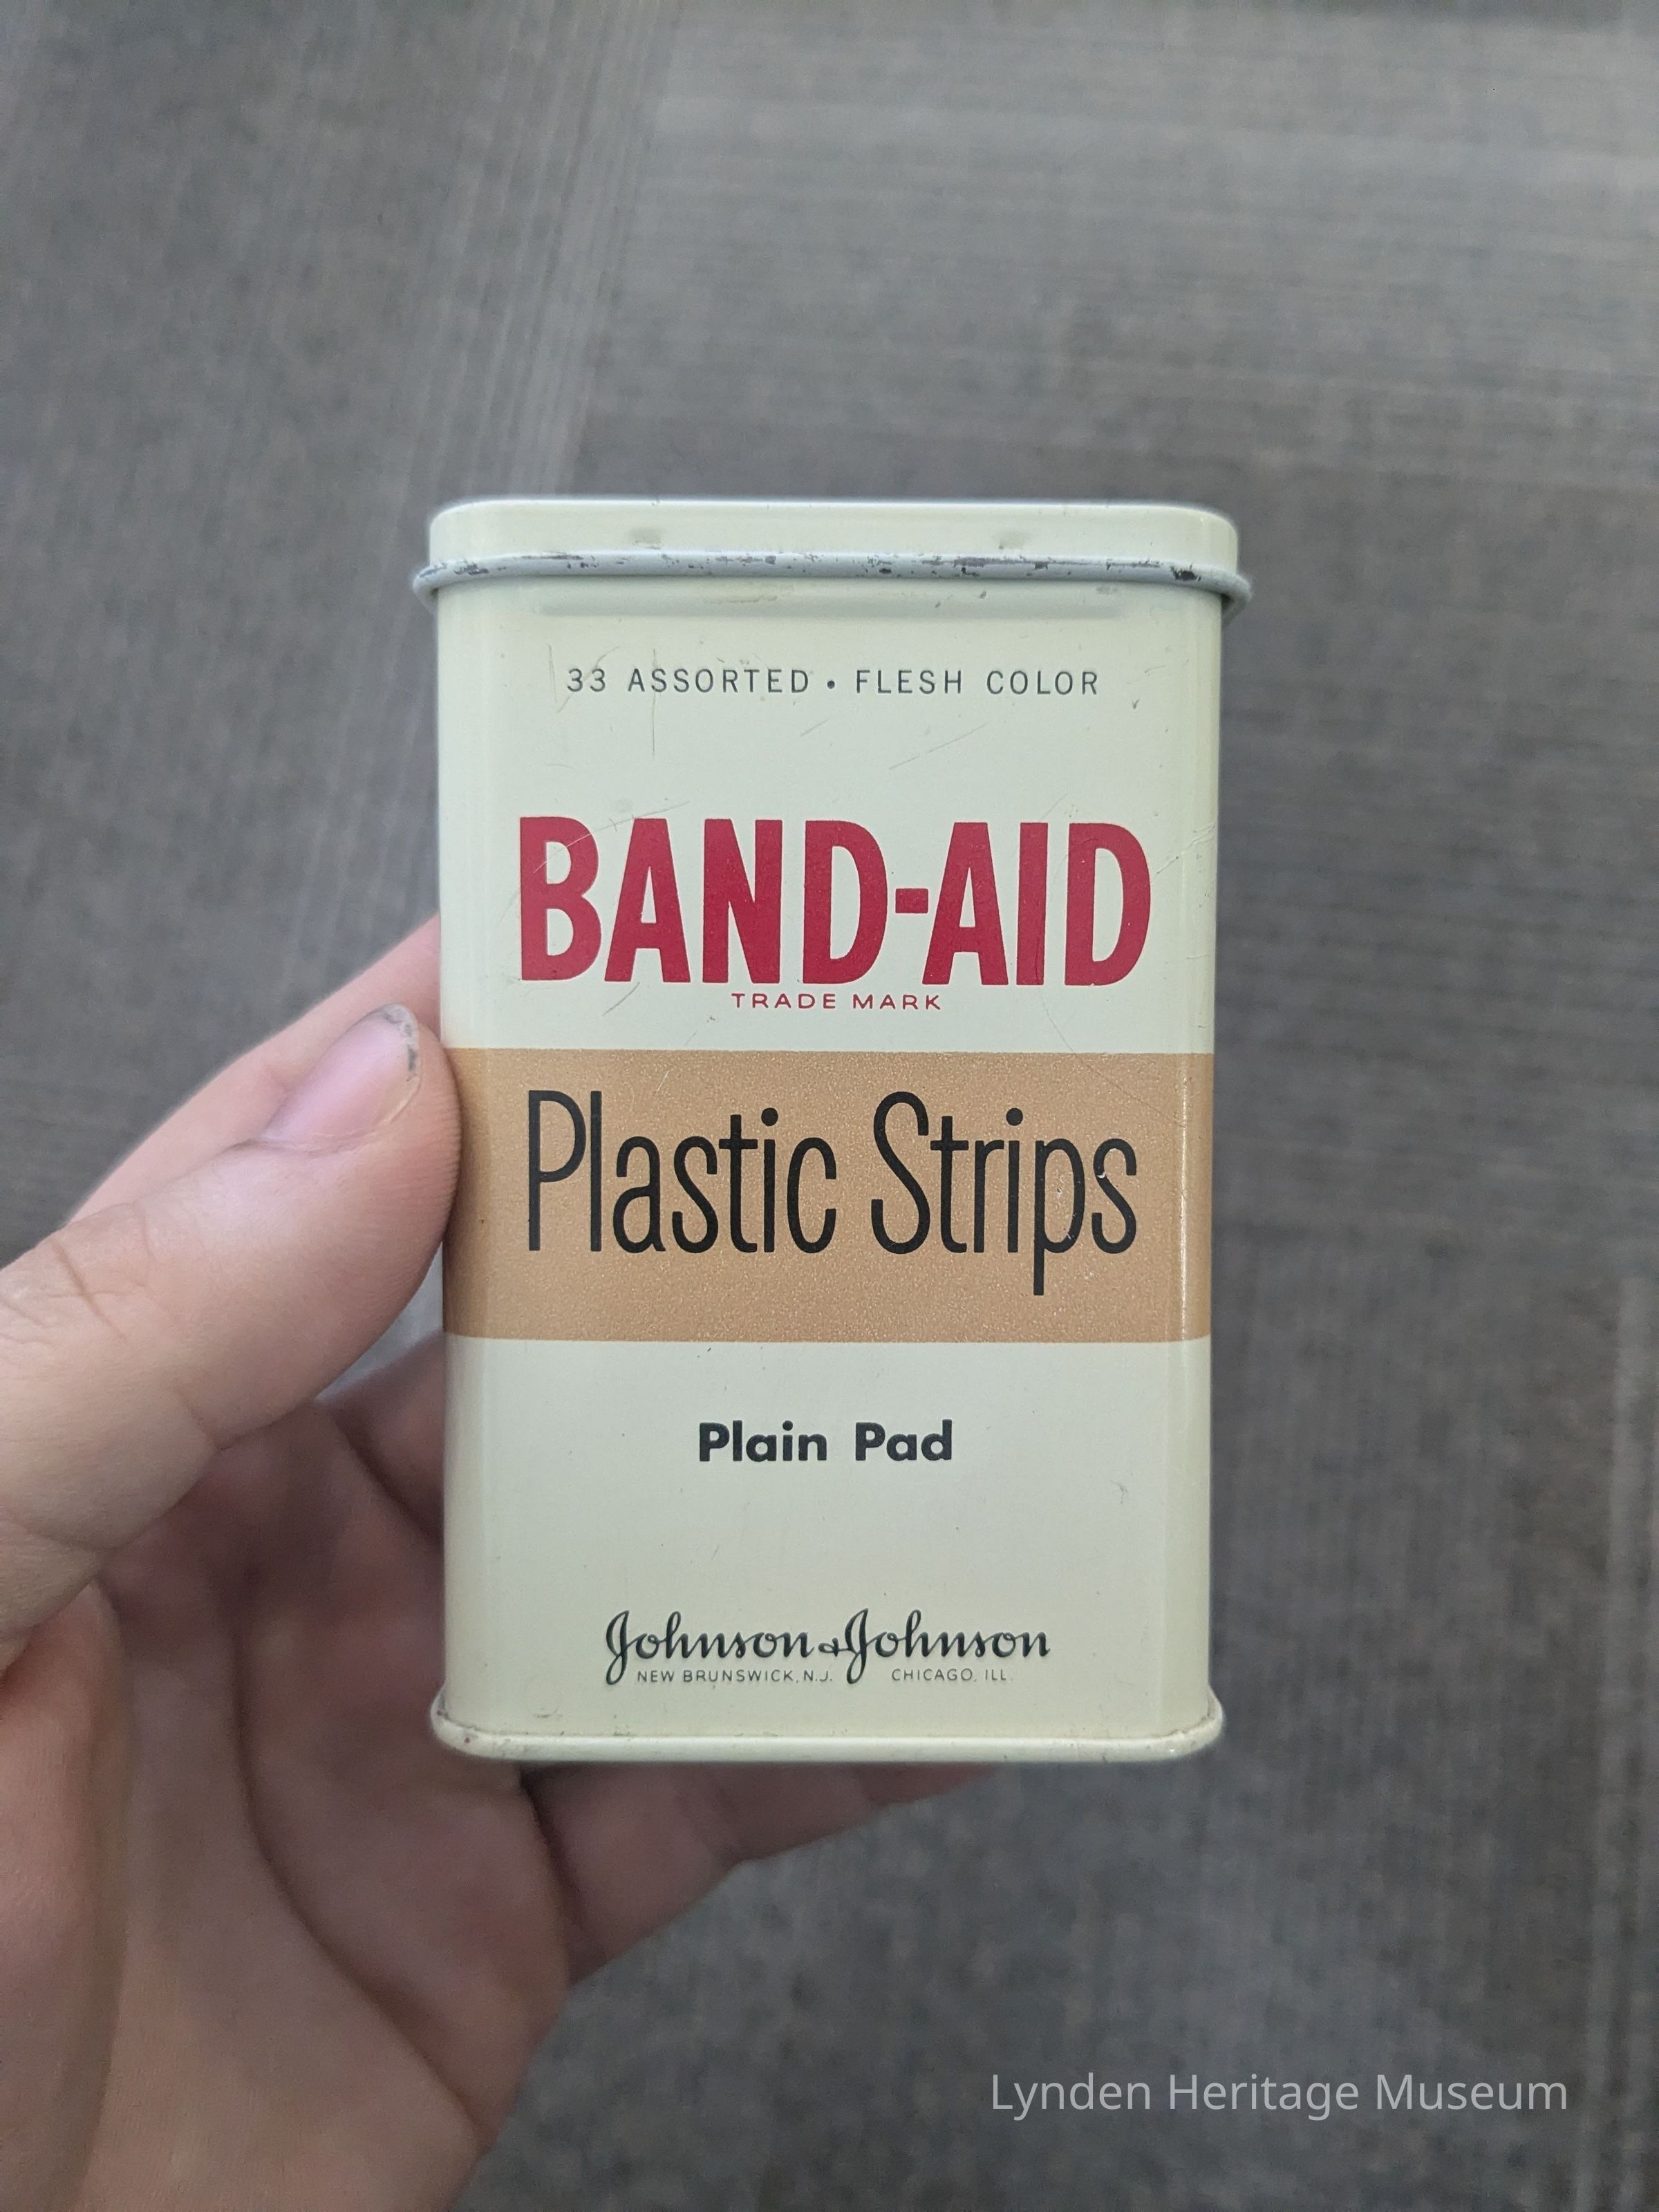 33 ASSORTED • FLESH COLOR
BAND-AID
TRADE MARK
Plastic Strips
Plain Pad
Johnson & Johnson
NEW BRUNSWICK, N.J. CHICAGO, ILL.
Lynden Heritage Museum